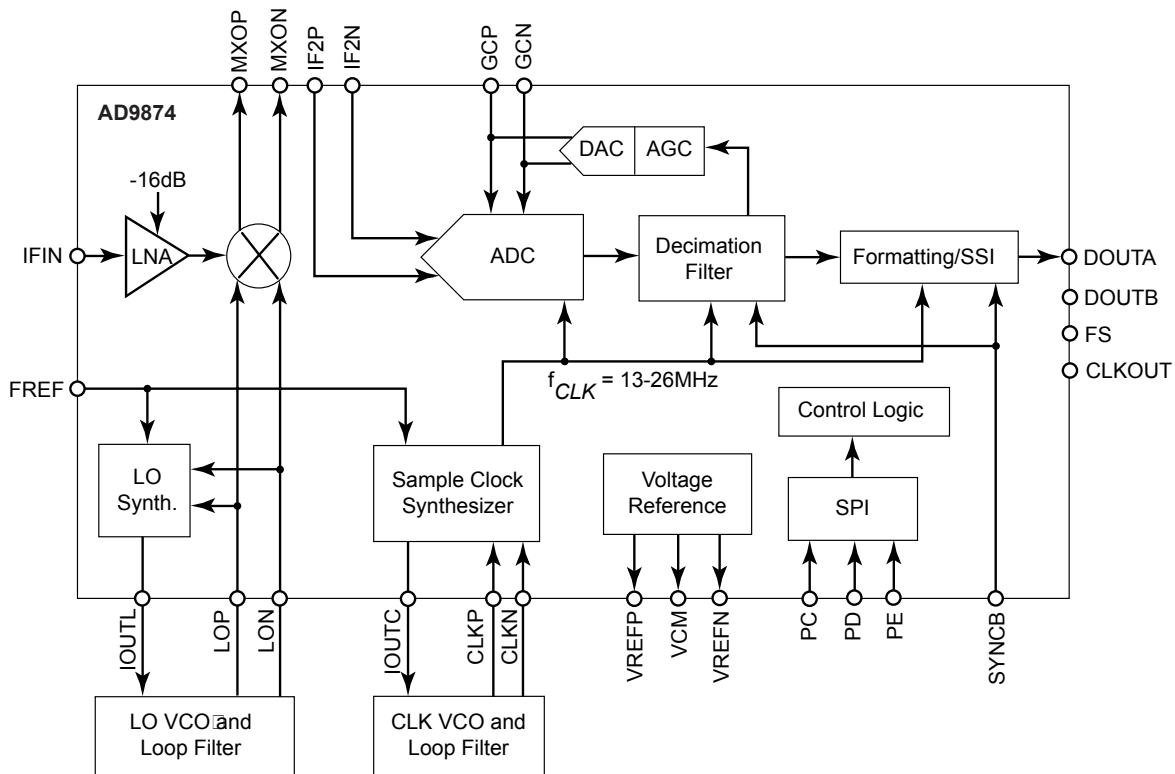 MXOP
MXON
IF2P
IF2N
GCP
GCN
AD9874
DAC
AGC
-16dB
IFIN
LNA
ADC
Decimation
Filter
Formatting/SSI
DOUTA
DOUTB
FS
CLKOUT
FREF
fCLK = 13-26MHz
Control Logic
LO
Synth.
Sample Clock
Synthesizer
Voltage
Reference
SPI
IOUTL
LOP
LON
IOUTC
CLKP
CLKN
VREFP
VCM
VREFN
PC
PD
PE
SYNCB
LO VCO and
Loop Filter
CLK VCO and
Loop Filter